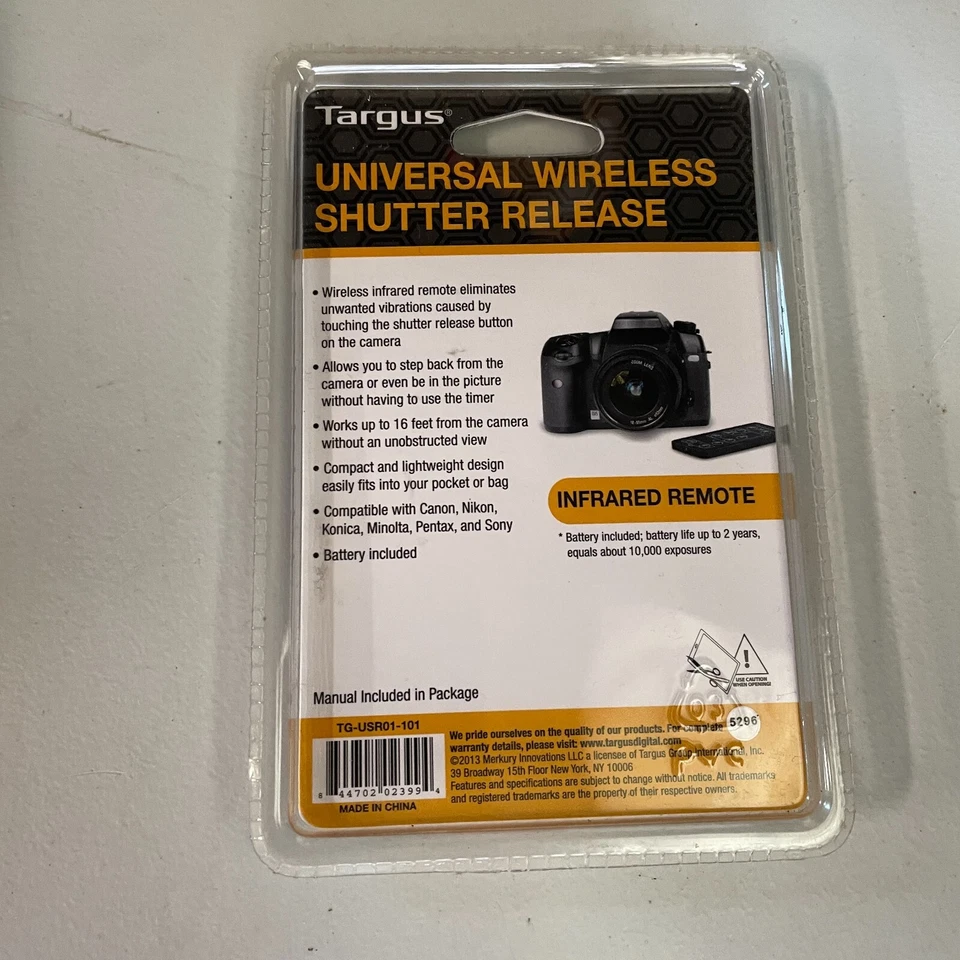 Targus®
UNIVERSAL WIRELESS
SHUTTER RELEASE
• Wireless infrared remote eliminates
unwanted vibrations caused by
touching the shutter release button
on the camera
• Allows you to step back from the
camera or even be in the picture
without having to use the timer
• Works up to 16 feet from the camera
without an unobstructed view
• Compact and lightweight design
easily fits into your pocket or bag
• Compatible with Canon, Nikon,
Konica, Minolta, Pentax, and Sony
• Battery included
INFRARED REMOTE
* Battery included; battery life up to 2 years,
equals about 10,000 exposures
USE CAUTION
WHEN OPENING!
Manual Included in Package
TG-USR01-101
8 44702 02399 4
MADE IN CHINA
We pride ourselves on the quality of our products. For complete
warranty details, please visit: www.targusdigital.com
©2013 Merkury Innovations LLC a licensee of Targus Group International, Inc.
39 Broadway 15th Floor New York, NY 10006
Features and specifications are subject to change without notice. All trademarks
and registered trademarks are the property of their respective owners.
5296